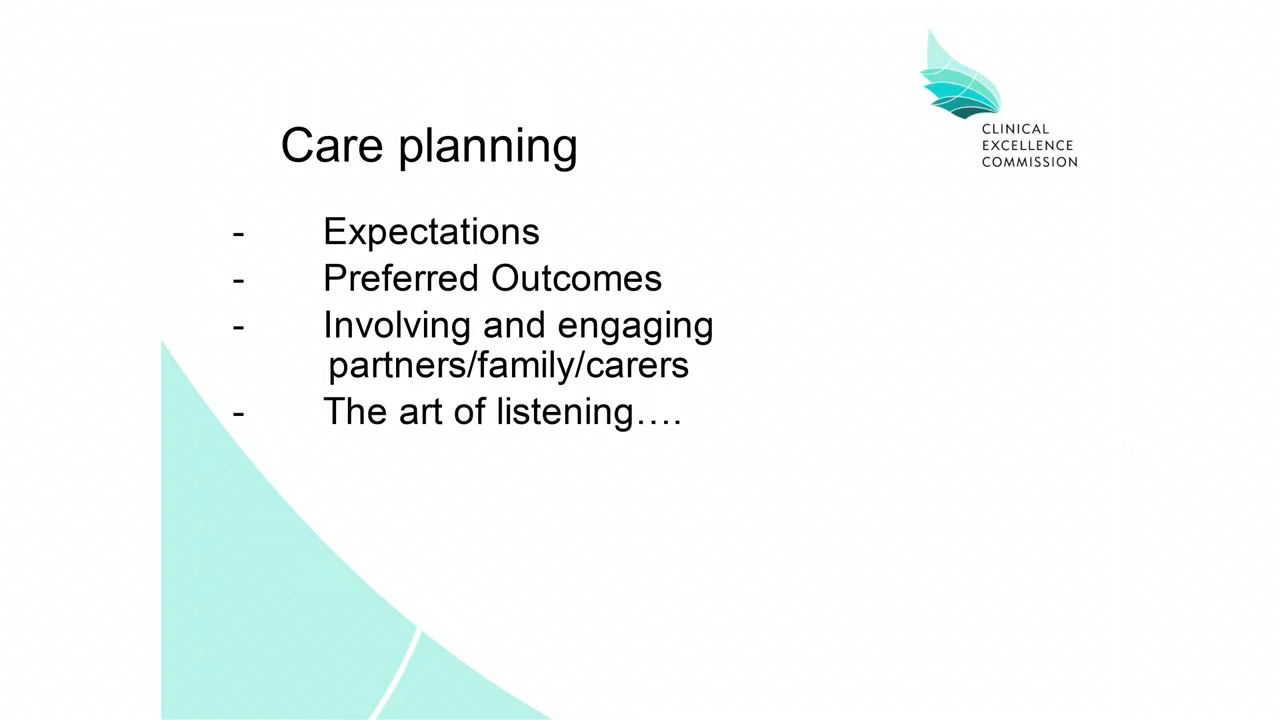 CLINICAL
EXCELLENCE
COMMISSION
Care planning
- Expectations
- Preferred Outcomes
- Involving and engaging
partners/family/carers
- The art of listening….